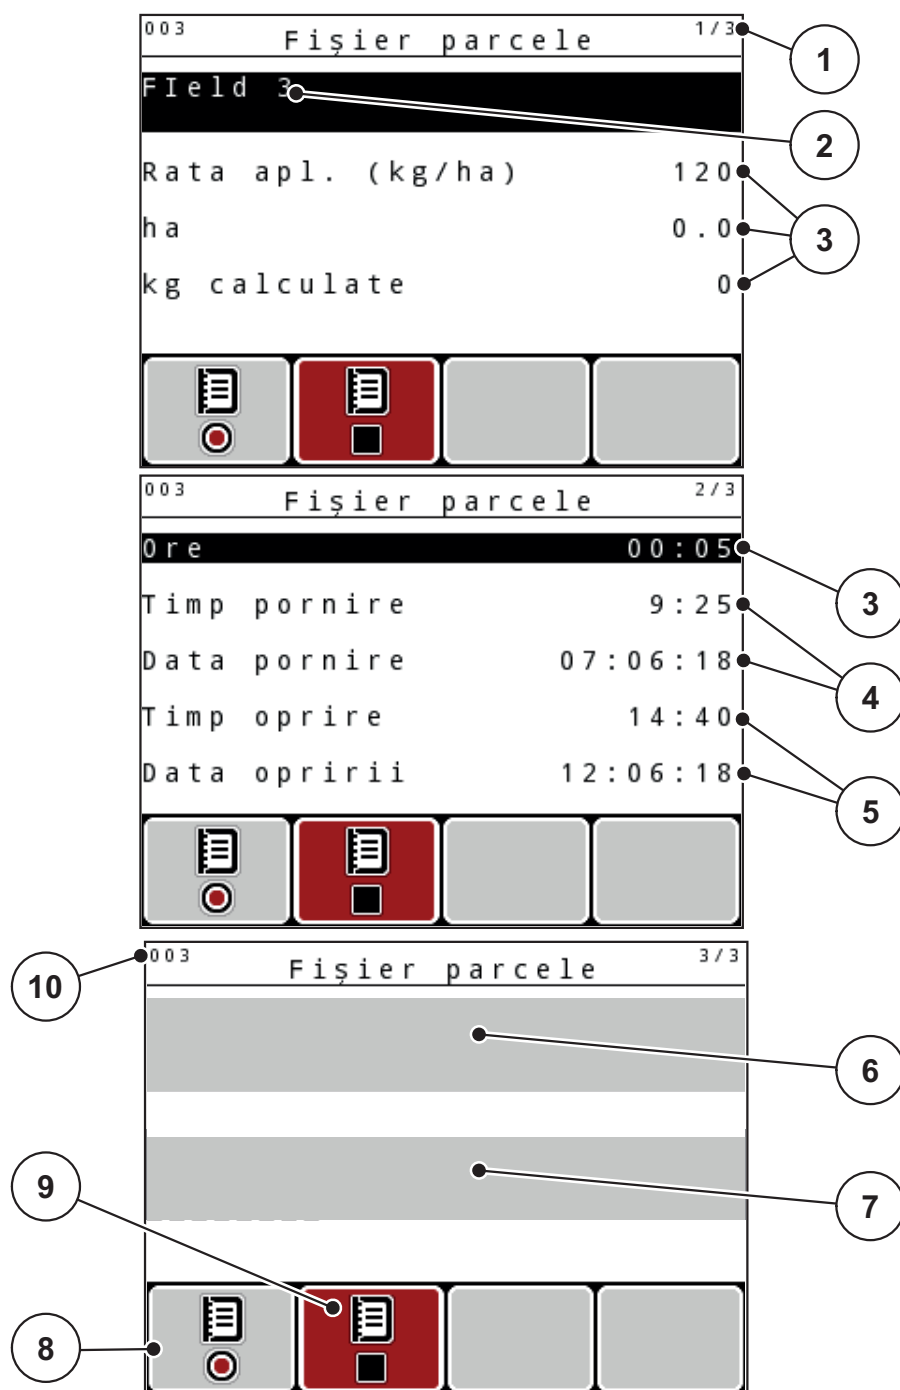 003 Fișier parcele 1/3
1
FIeld 3
2
Rata apl. (kg/ha) 120
ha 0.0
3
kg calculate 0
003 Fișier parcele 2/3
Ore 00:05
3
Timp pornire 9:25
Data pornire 07:06:18
4
Timp oprire 14:40
Data opririi 12:06:18
5
10
003 Fișier parcele 3/3
6
9
7
8